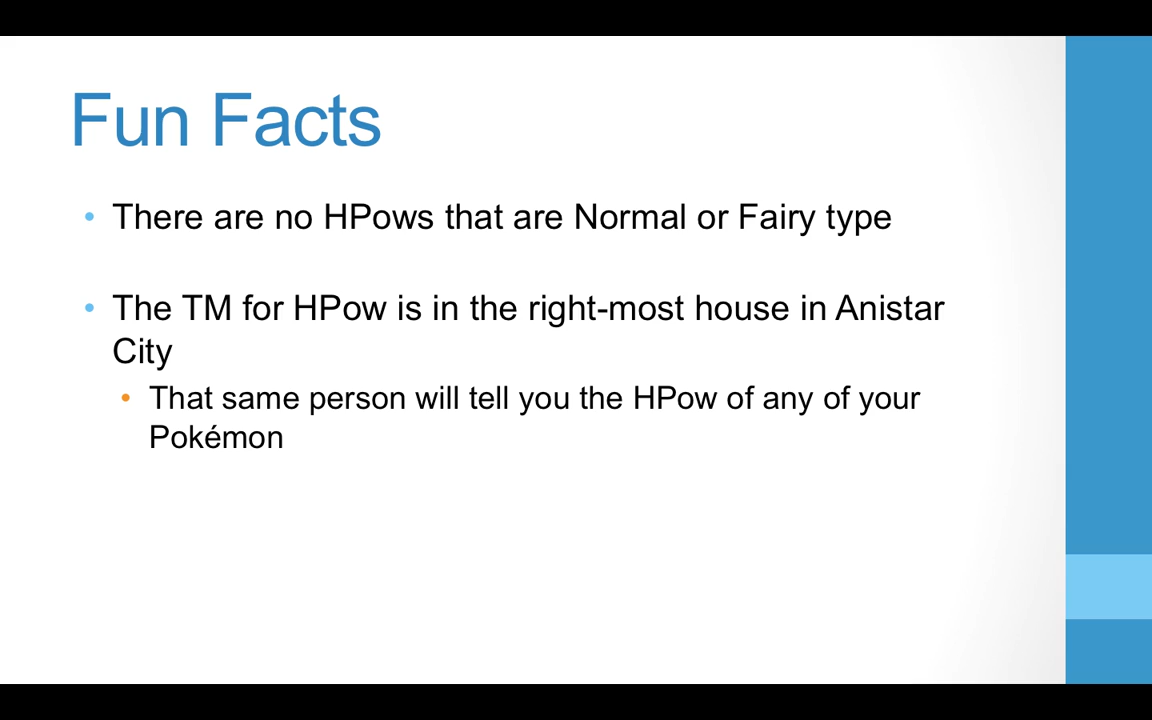 Fun Facts
• There are no HPows that are Normal or Fairy type
• The TM for HPow is in the right-most house in Anistar
City
• That same person will tell you the HPow of any of your
Pokémon